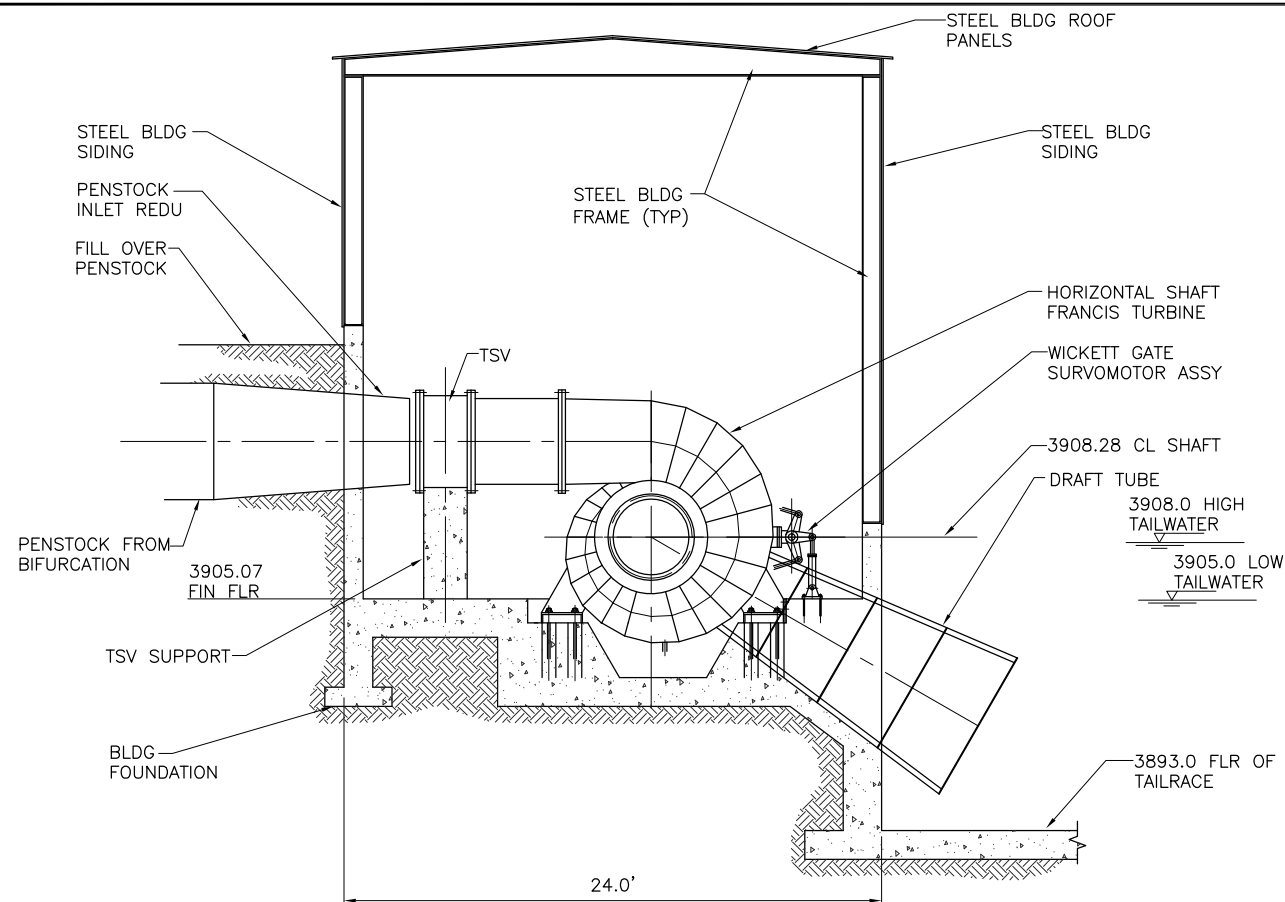 STEEL BLDG ROOF
PANELS
STEEL BLDG
SIDING
STEEL BLDG
SIDING
PENSTOCK
INLET REDU
STEEL BLDG
FRAME (TYP)
FILL OVER
PENSTOCK
HORIZONTAL SHAFT
FRANCIS TURBINE
TSV
WICKETT GATE
SURVOMOTOR ASSY
3908.28 CL SHAFT
DRAFT TUBE
3908.0 HIGH
TAILWATER
PENSTOCK FROM
BIFURCATION
3905.0 LOW
TAILWATER
3905.07
FIN FLR
TSV SUPPORT
BLDG
FOUNDATION
3893.0 FLR OF
TAILRACE
24.0'